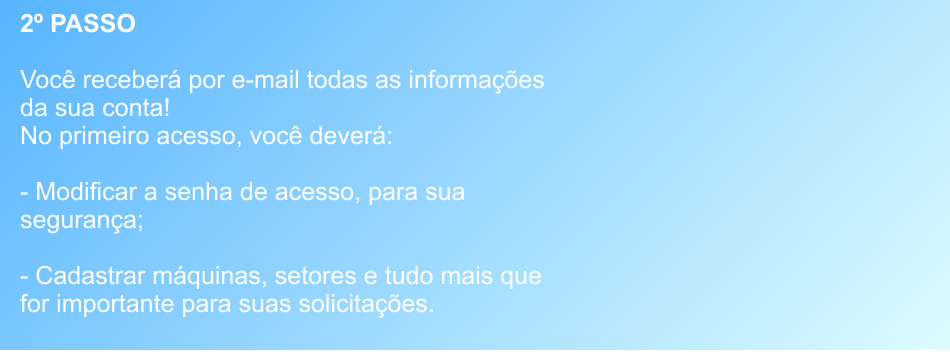 2º PASSO
Você receberá por e-mail todas as informações
da sua conta!
No primeiro acesso, você deverá:
- Modificar a senha de acesso, para sua
segurança;
- Cadastrar máquinas, setores e tudo mais que
for importante para suas solicitações.